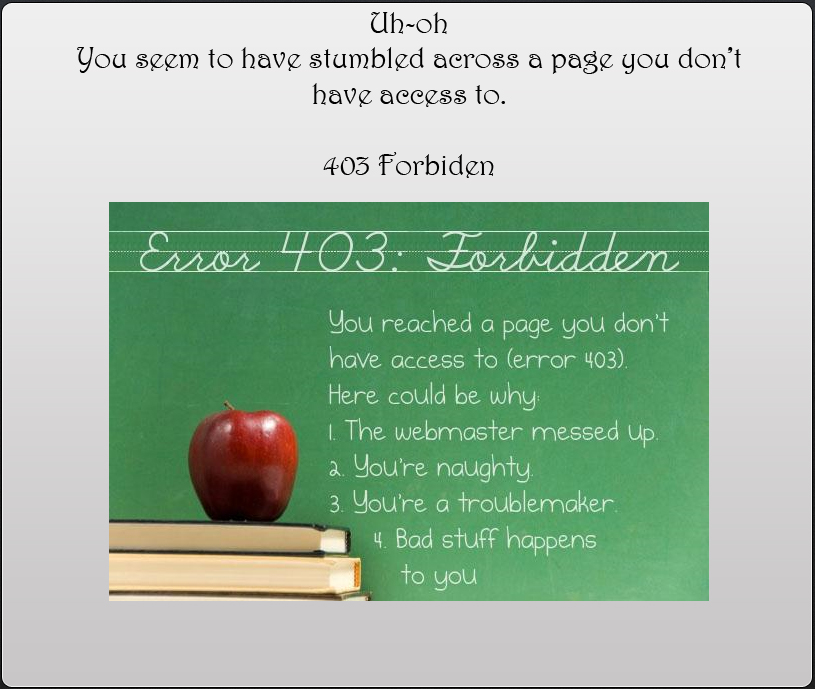 Uh-oh
You seem to have stumbled across a page you don't
have access to.
403 Forbiden
Error 403: Forbidden
You reached a page you don't
have access to (error 403).
Here could be why:
1. The webmaster messed up.
2. You're naughty.
3. You're a troublemaker.
4. Bad stuff happens
to you